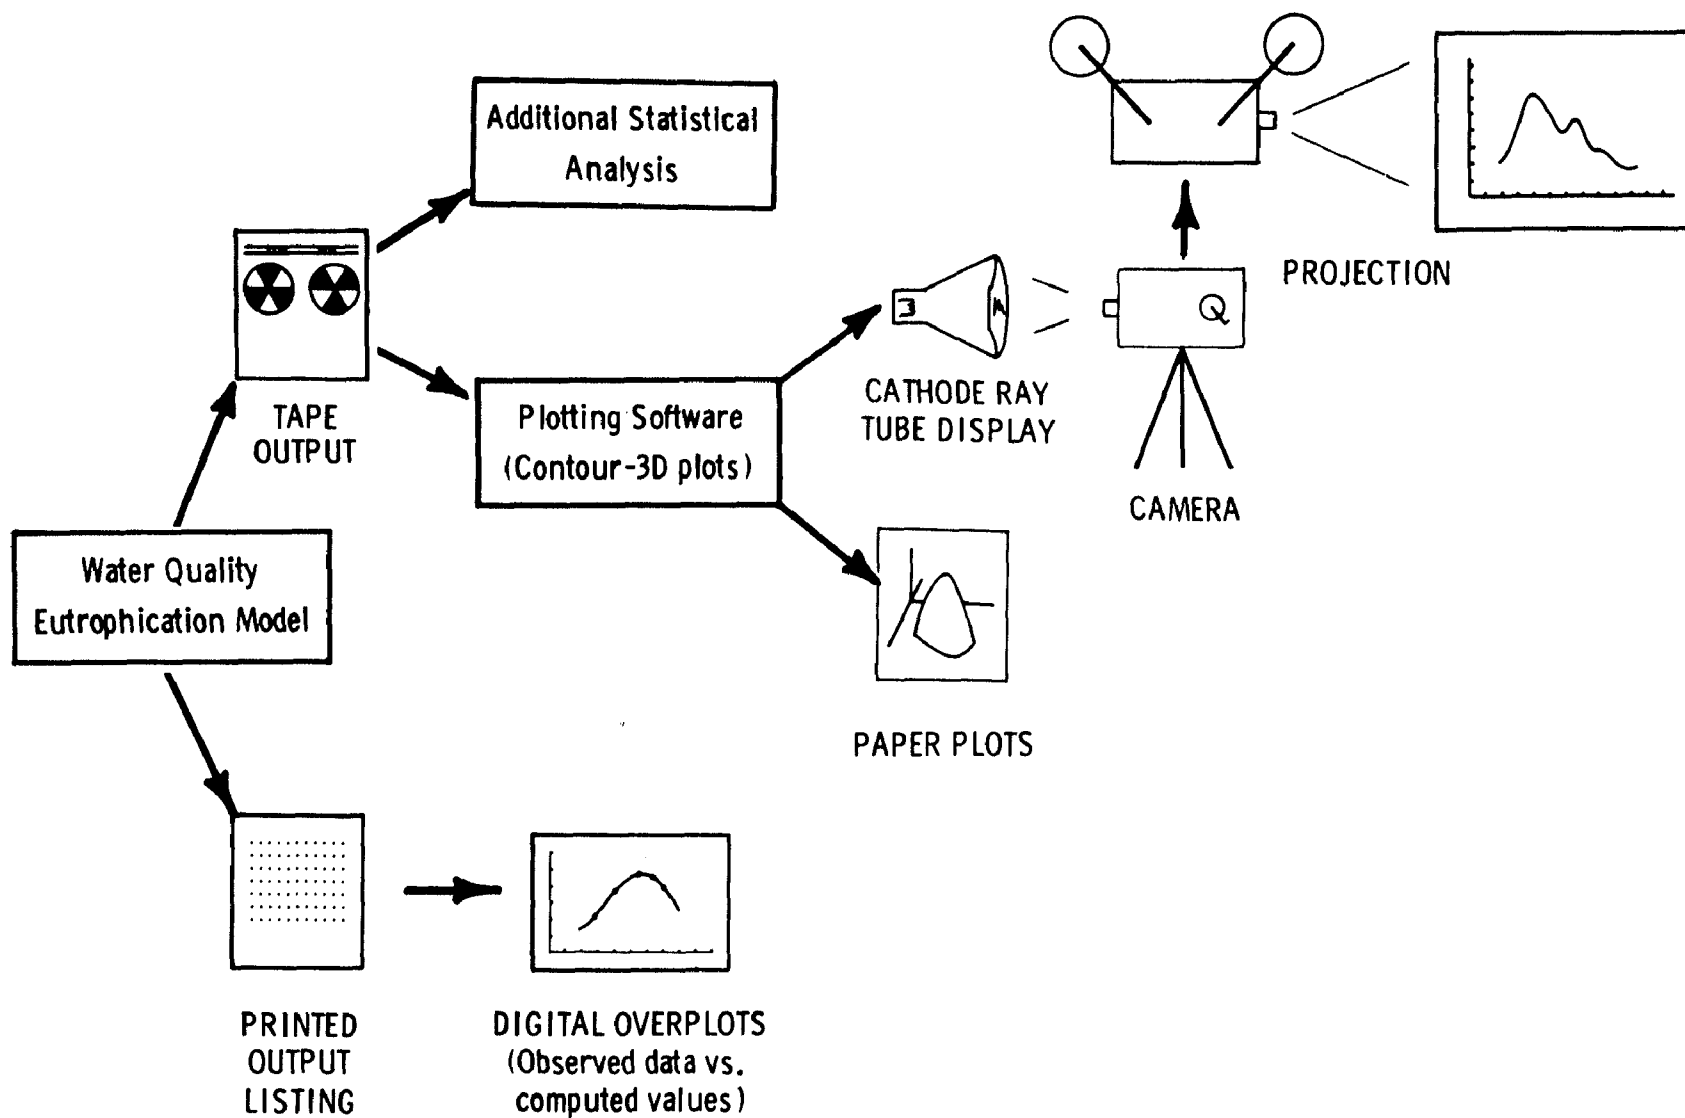 Additional Statistical
Analysis
PROJECTION
TAPE
OUTPUT
Plotting Software
(Contour-3D plots)
CATHODE RAY
TUBE DISPLAY
CAMERA
Water Quality
Eutrophication Model
PAPER PLOTS
PRINTED
OUTPUT
LISTING
DIGITAL OVERPLOTS
(Observed data vs.
computed values)